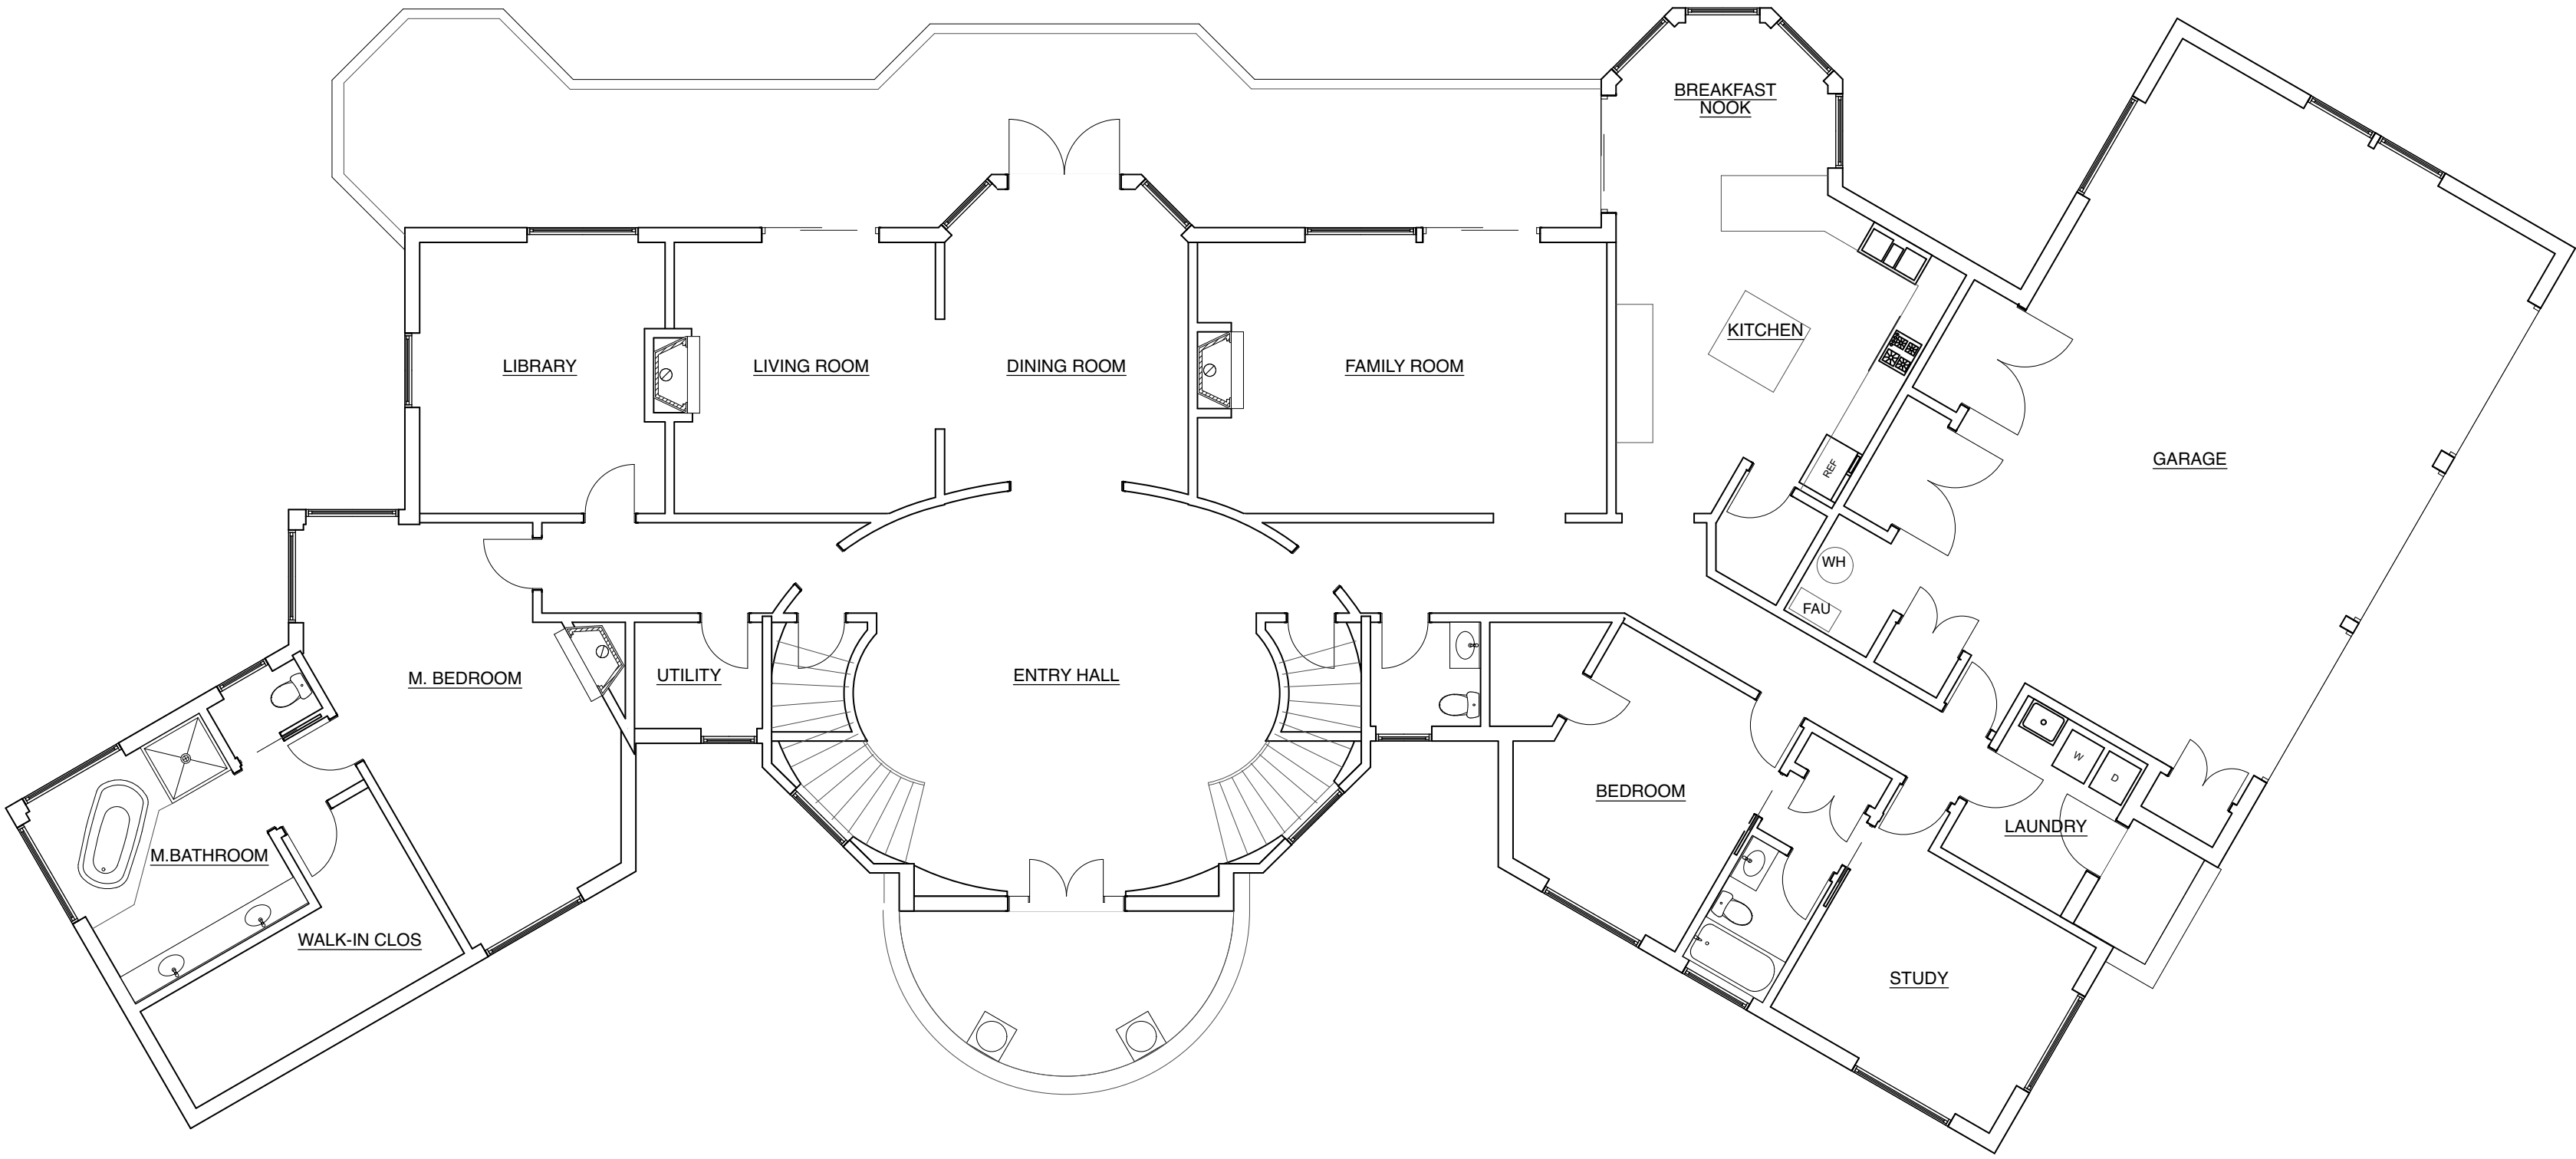 BREAKFAST
NOOK
KITCHEN
LIBRARY
LIVING ROOM
DINING ROOM
FAMILY ROOM
GARAGE
REF
WH
FAU
M. BEDROOM
UTILITY
ENTRY HALL
BEDROOM
W
D
LAUNDRY
M.BATHROOM
WALK-IN CLOS
STUDY